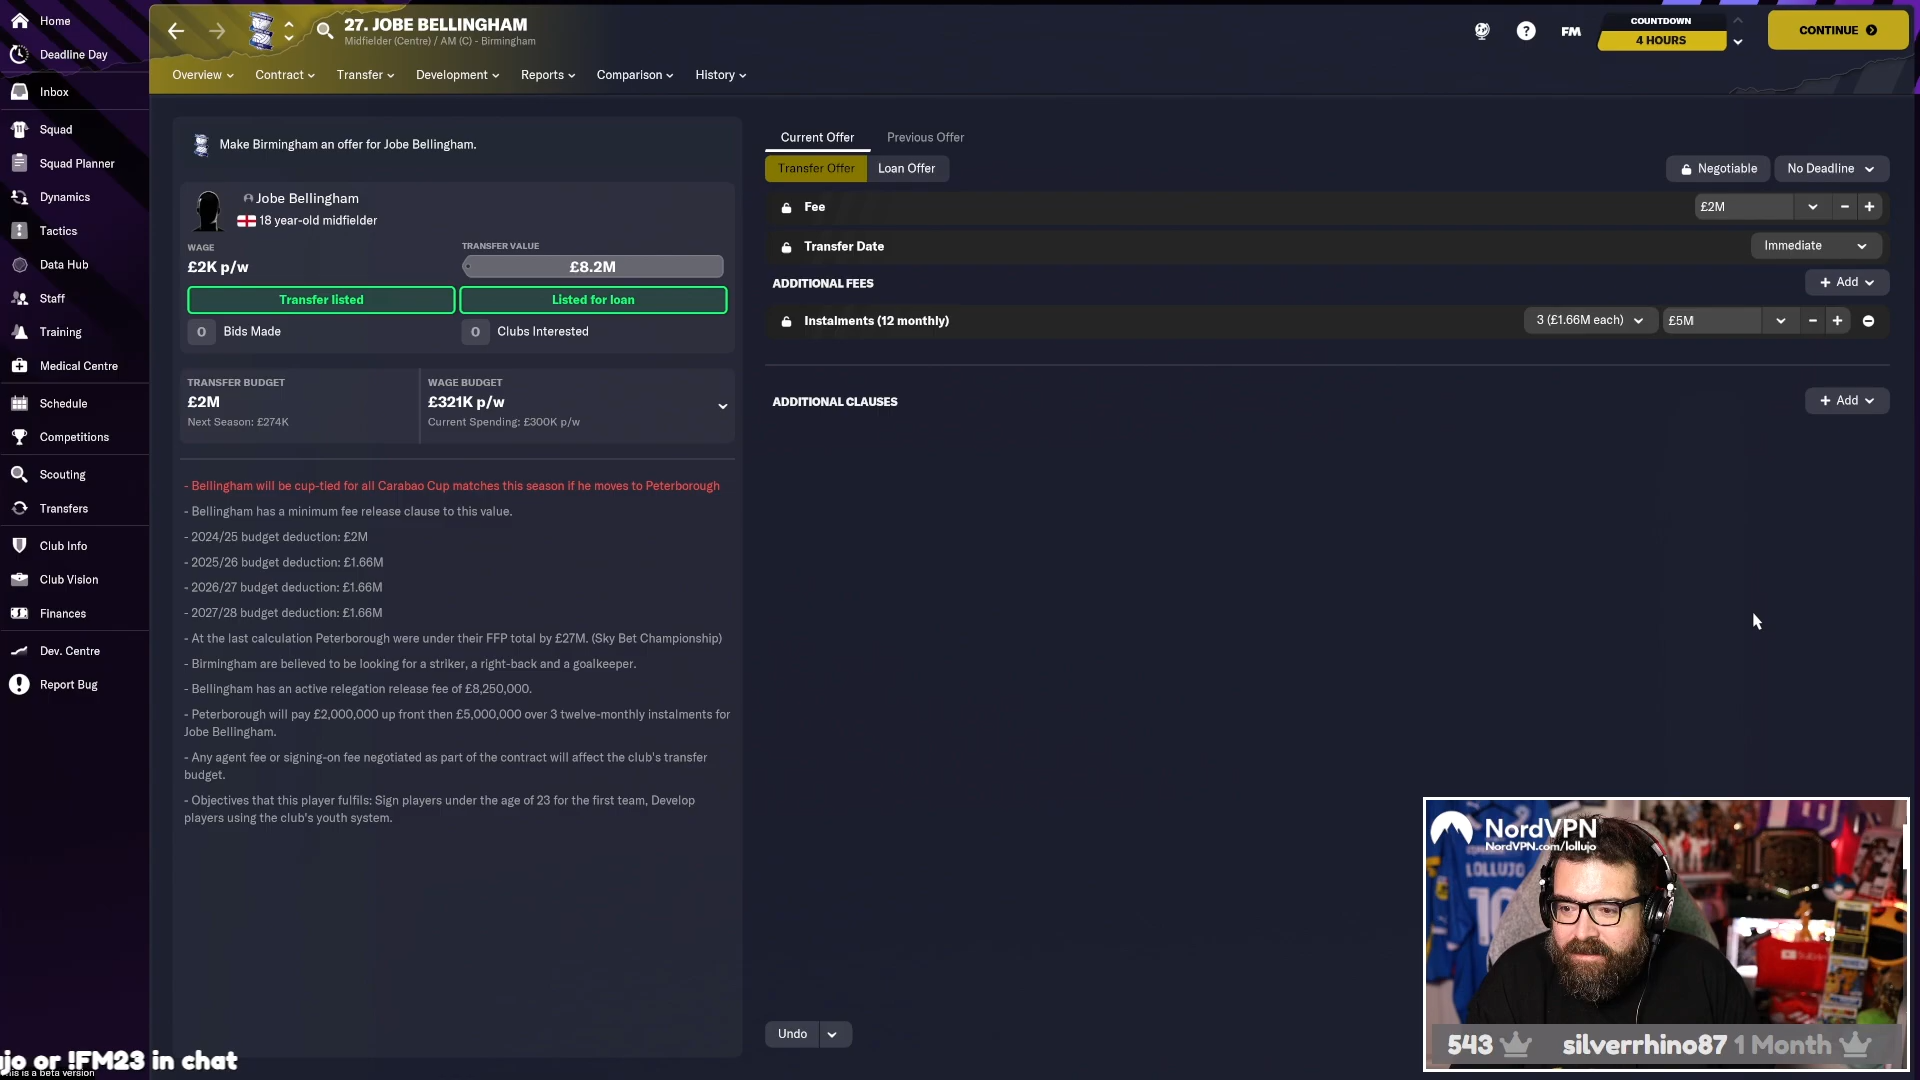 Home
Deadline Day
Inbox
Squad
Squad Planner
Dynamics
Tactics
Data Hub
Staff
Training
Medical Centre
Schedule
Competitions
Scouting
Transfers
Club Info
Club Vision
Finances
Dev. Centre
Report Bug
27. JOBE BELLINGHAM
Midfielder (Centre) / AM (C) - Birmingham
FM
COUNTDOWN
4 HOURS
CONTINUE
Overview
Contract
Transfer
Development
Reports
Comparison
History
Make Birmingham an offer for Jobe Bellingham.
Jobe Bellingham
18 year-old midfielder
WAGE
£2K p/w
TRANSFER VALUE
£8.2M
Transfer listed
Listed for loan
0 Bids Made
0 Clubs Interested
TRANSFER BUDGET
£2M
Next Season: £274K
WAGE BUDGET
£321K p/w
Current Spending: £300K p/w
- Bellingham will be cup-tied for all Carabao Cup matches this season if he moves to Peterborough
- Bellingham has a minimum fee release clause to this value.
- 2024/25 budget deduction: £2M
- 2025/26 budget deduction: £1.66M
- 2026/27 budget deduction: £1.66M
- 2027/28 budget deduction: £1.66M
- At the last calculation Peterborough were under their FFP total by £27M. (Sky Bet Championship)
- Birmingham are believed to be looking for a striker, a right-back and a goalkeeper.
- Bellingham has an active relegation release fee of £8,250,000.
- Peterborough will pay £2,000,000 up front then £5,000,000 over 3 twelve-monthly instalments for
Jobe Bellingham.
- Any agent fee or signing-on fee negotiated as part of the contract will affect the club's transfer
budget.
- Objectives that this player fulfils: Sign players under the age of 23 for the first team, Develop
players using the club's youth system.
Current Offer
Previous Offer
Transfer Offer
Loan Offer
Negotiable
No Deadline
Fee
£2M
Transfer Date
Immediate
ADDITIONAL FEES
+ Add
Instalments (12 monthly)
3 (£1.66M each)
£5M
ADDITIONAL CLAUSES
+ Add
Undo
NordVPN
NordVPN.com/lollujo
LOLLUJO
10
543
silverrhino87 1 Month
jo or !FM23 in chat
This is a beta version